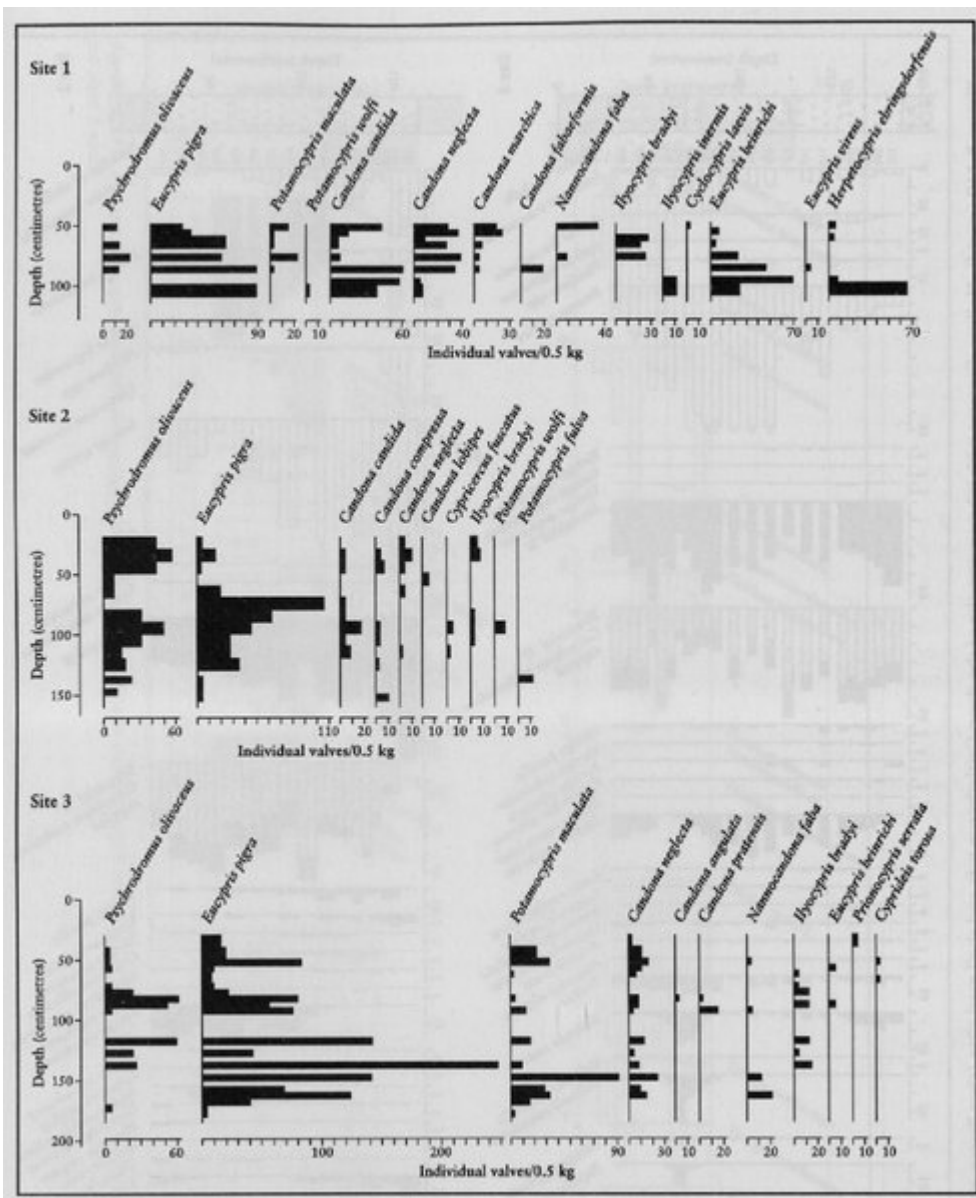 Site 1
Psychrodromus olivaceus
Eucypris pigra
Potamocypris maculata
Potamocypris wolfi
Candona candida
Candona neglecta
Candona marchica
Candona fabaeformis
Nannocandona faba
Ilyocypris bradyi
Ilyocypris inermis
Cyclocypris laevis
Eucypris heinrichi
Eucypris virens
Herpetocypris ehringsdorfensis
Depth (centimetres)
0
50
100
0 20 90 20 10 60 40 30 20 40 30 10 10 70 10 70
Individual valves/0.5 kg
Site 2
Psychrodromus olivaceus
Eucypris pigra
Candona candida
Candona compressa
Candona neglecta
Candona lobipes
Cypricercus fuscatus
Ilyocypris bradyi
Potamocypris wolfi
Potamocypris fulva
Depth (centimetres)
0
50
100
150
0 60 110 20 10 10 10 10 10 10 10
Individual valves/0.5 kg
Site 3
Psychrodromus olivaceus
Eucypris pigra
Potamocypris maculata
Candona neglecta
Candona angulata
Candona pratensis
Nannocandona faba
Ilyocypris bradyi
Eucypris heinrichi
Prionocypris serrata
Cyprideis torosa
Depth (centimetres)
0
50
100
150
200
0 60 100 200 90 30 10 20 20 20 10 10 10
Individual valves/0.5 kg